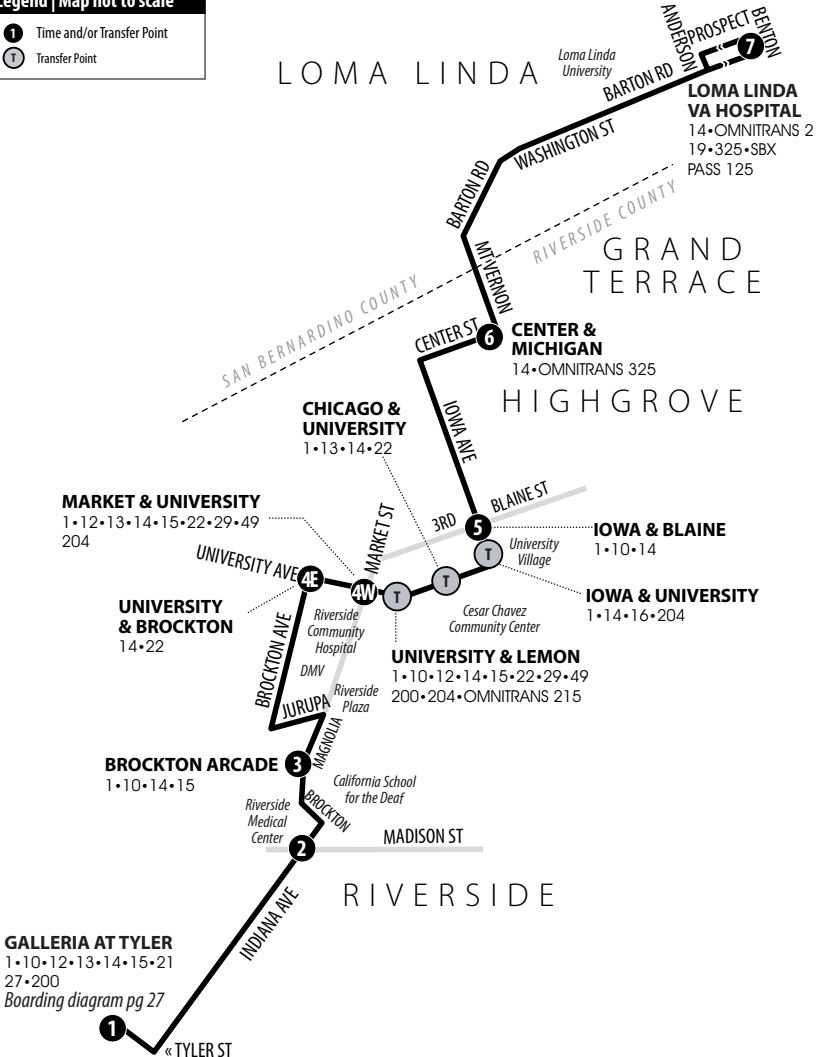 Legend | Map not to scale
1 Time and/or Transfer Point
T Transfer Point
LOMA LINDA
Loma Linda
University
ANDERSON
PROSPECT
BENTON
7
«
»
BARTON RD
LOMA LINDA
VA HOSPITAL
14•OMNITRANS 2
19•325•SBX
PASS 125
WASHINGTON ST
BARTON RD
RIVERSIDE COUNTY
SAN BERNARDINO COUNTY
MT VERNON
GRAND
TERRACE
CENTER ST
6
CENTER &
MICHIGAN
14•OMNITRANS 325
HIGHGROVE
IOWA AVE
CHICAGO &
UNIVERSITY
1•13•14•22
MARKET & UNIVERSITY
1•12•13•14•15•22•29•49
204
MARKET ST
3RD
BLAINE ST
5
IOWA & BLAINE
1•10•14
University
Village
T
IOWA & UNIVERSITY
1•14•16•204
UNIVERSITY AVE
4E
4W
T
T
UNIVERSITY
& BROCKTON
14•22
Riverside
Community
Hospital
Cesar Chavez
Community Center
UNIVERSITY & LEMON
1•10•12•14•15•22•29•49
200•204•OMNITRANS 215
BROCKTON AVE
DMV
JURUPA
Riverside
Plaza
MAGNOLIA
BROCKTON ARCADE
1•10•14•15
3
California School
for the Deaf
Riverside
Medical
Center
BROCKTON
2
MADISON ST
RIVERSIDE
INDIANA AVE
GALLERIA AT TYLER
1•10•12•13•14•15•21
27•200
Boarding diagram pg 27
1
« TYLER ST